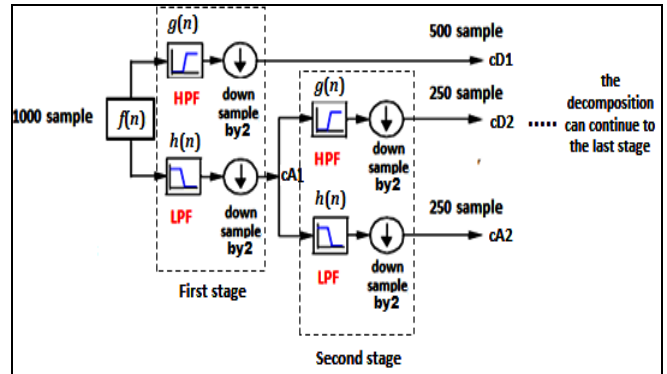 g(n)
500 sample
cD1
HPF
down
sample
by2
1000 sample
f(n)
h(n)
cA1
LPF
down
sample
by2
First stage
g(n)
250 sample
cD2
HPF
down
sample
by2
h(n)
250 sample
cA2
LPF
down
sample
by2
Second stage
.....
the
decomposition
can continue to
the last stage